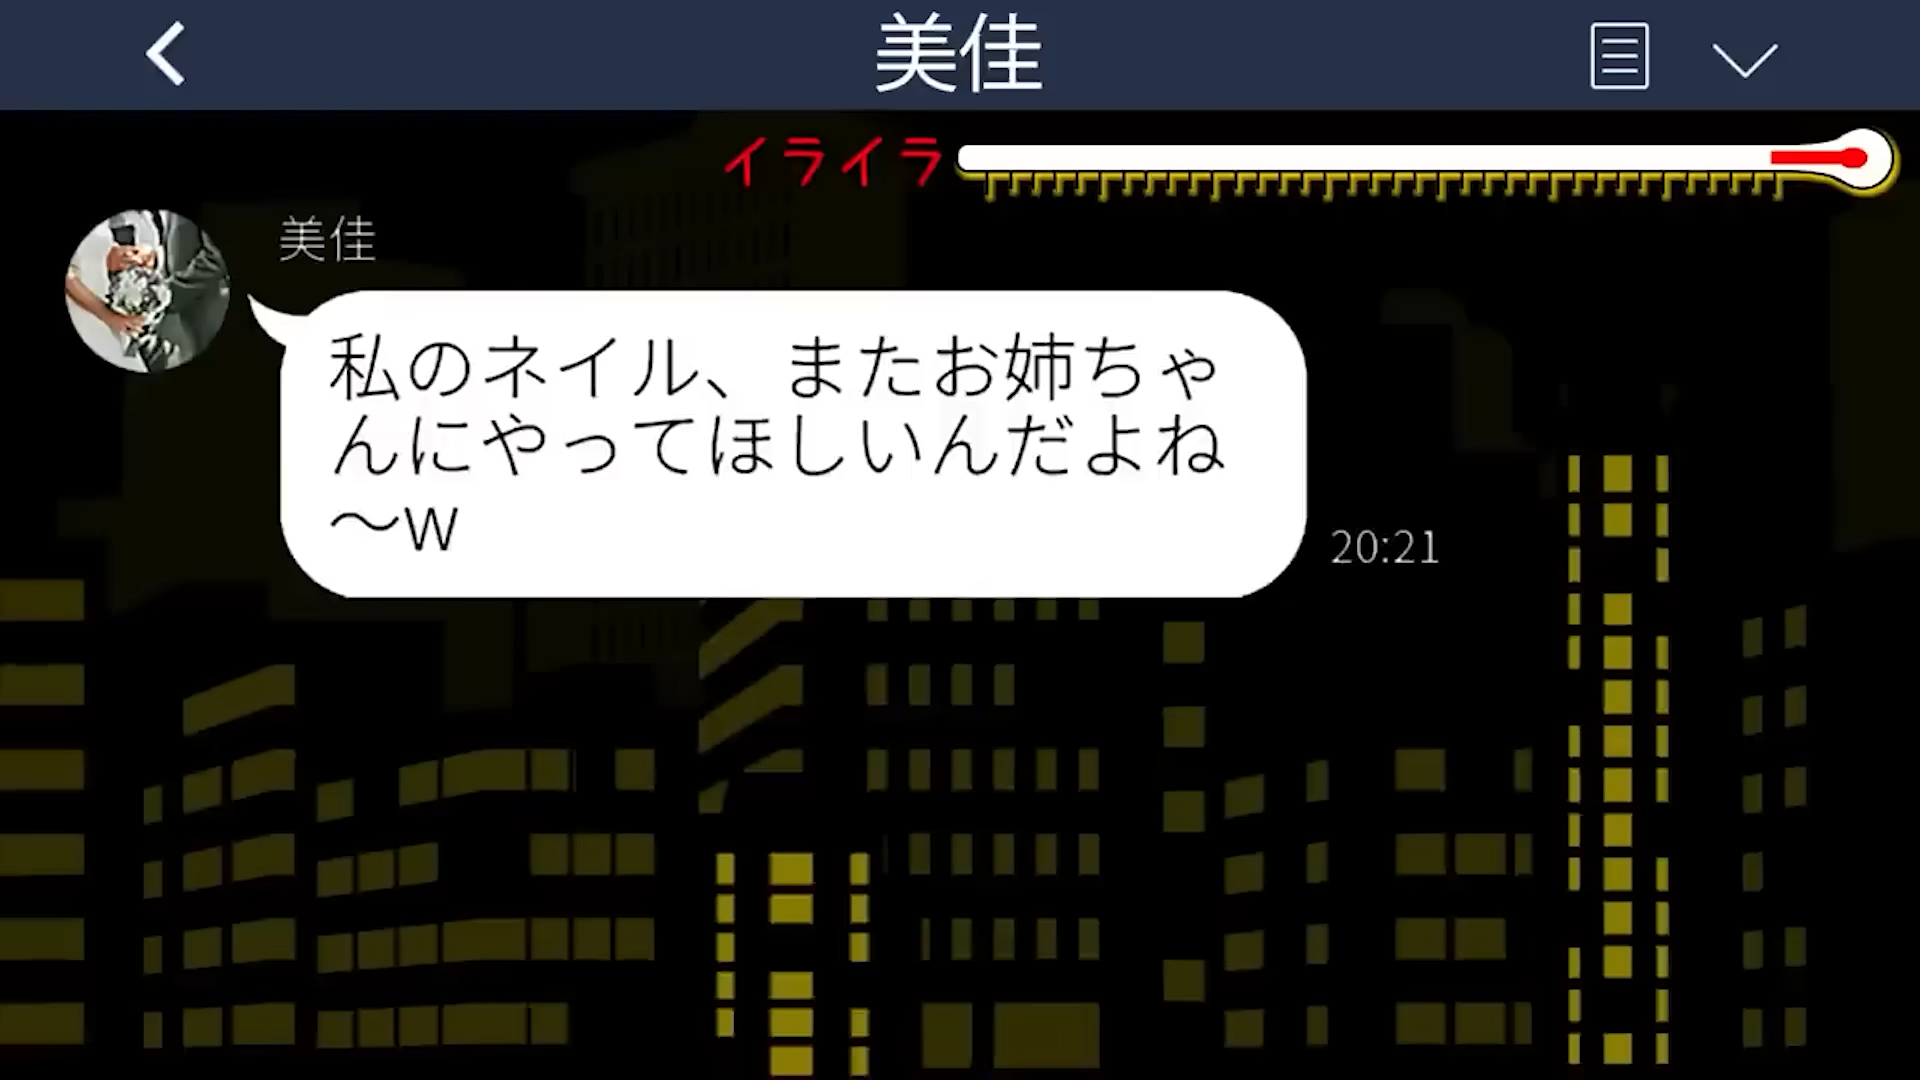 美佳
イライラ
美佳
私のネイル、またお姉ちゃ
んにやってほしいんだよね
～w
20:21